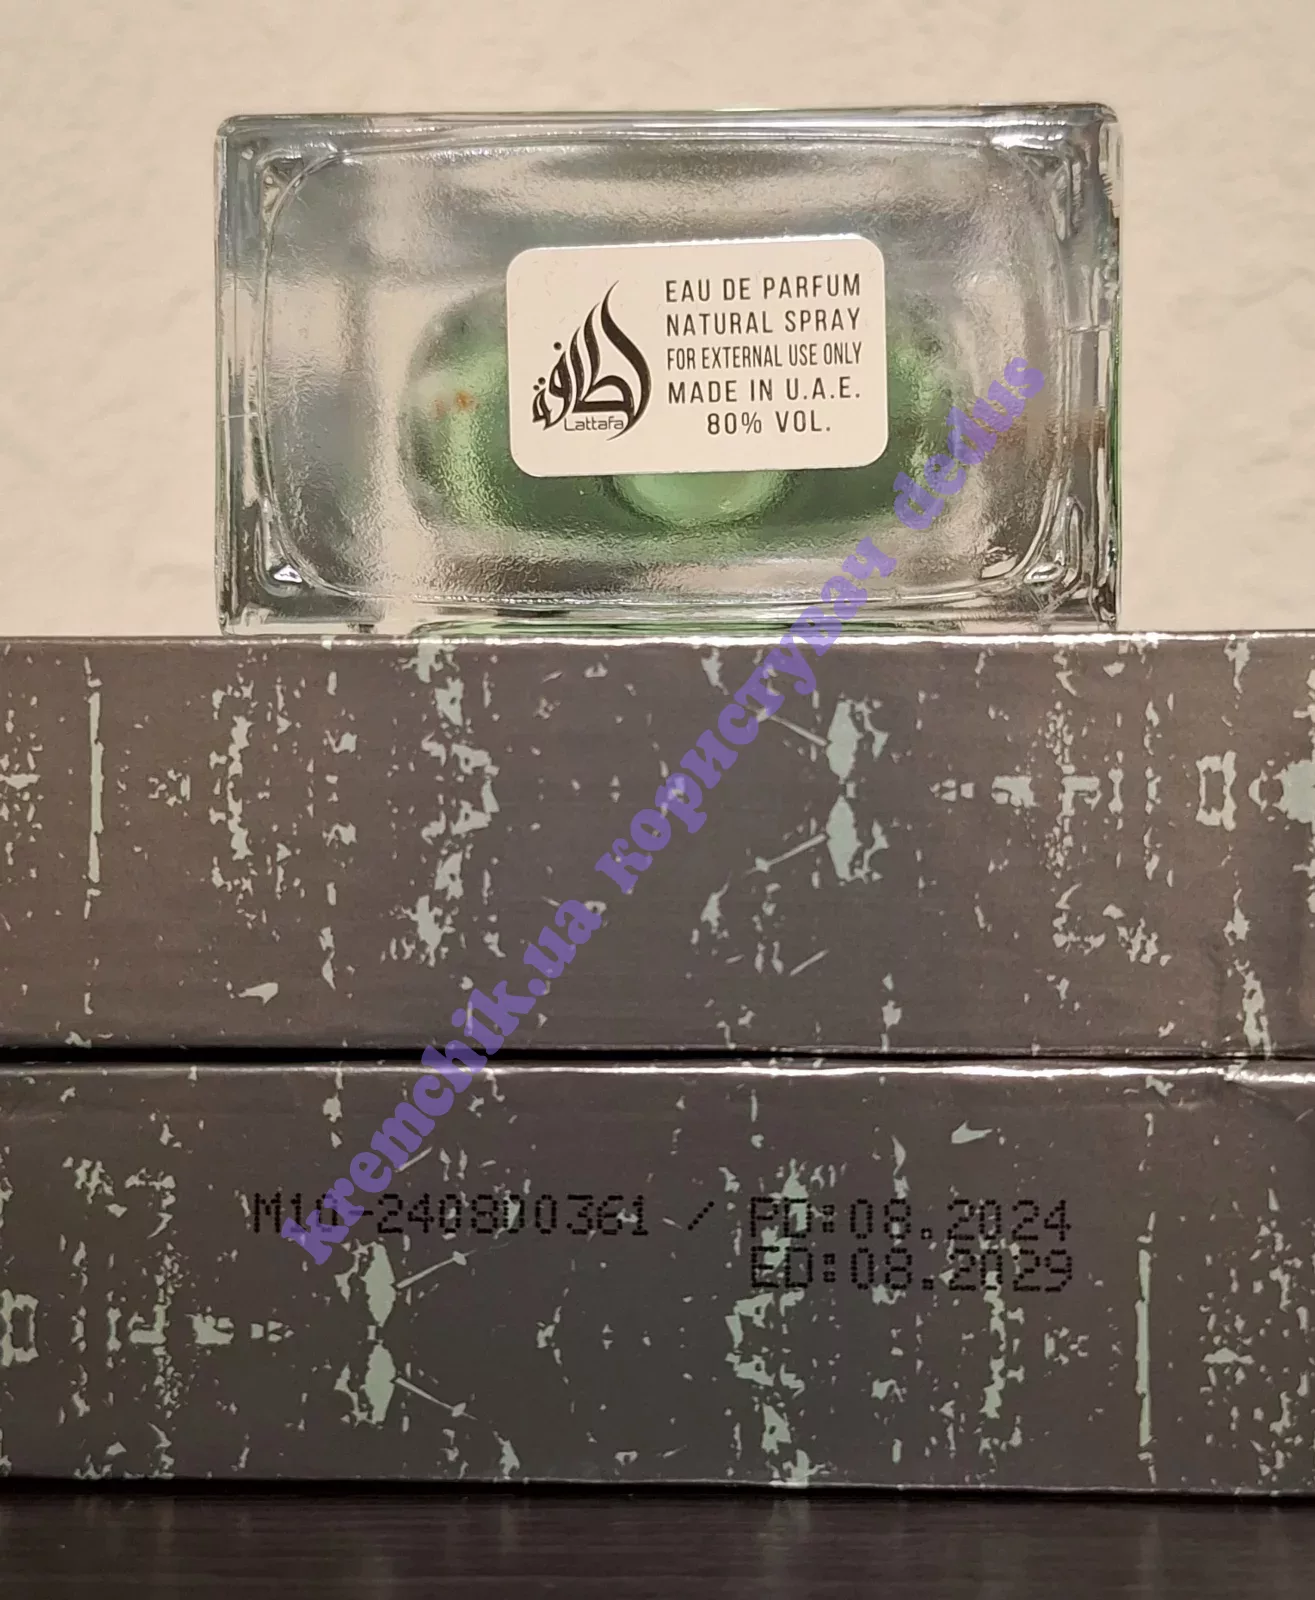 لطافة
Lattafa
EAU DE PARFUM
NATURAL SPRAY
FOR EXTERNAL USE ONLY
MADE IN U.A.E.
80% VOL.
kremchik.ua користувач dedus
M10-240800361 / PD:08.2024
ED:08.2029